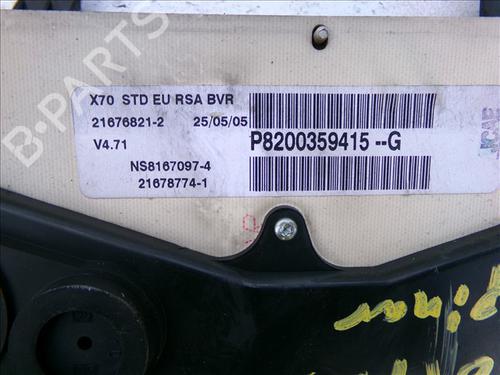 B-PARTS
X70 STD EU RSA BVR
21676821-2 25/05/05
V4.71
NS8167097-4
21678774-1
P8200359415 --G